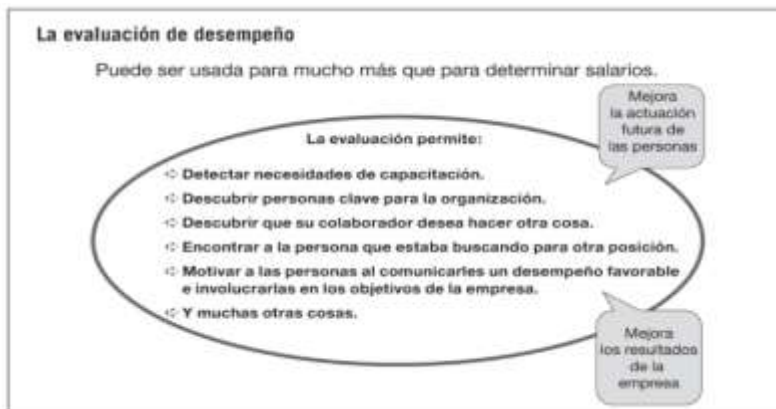 La evaluación de desempeño
Puede ser usada para mucho más que para determinar salarios.
Mejora
la actuación
futura de
las personas
La evaluación permite:
➪ Detectar necesidades de capacitación.
➪ Descubrir personas clave para la organización.
➪ Descubrir que su colaborador desea hacer otra cosa.
➪ Encontrar a la persona que estaba buscando para otra posición.
➪ Motivar a las personas al comunicarles un desempeño favorable
e involucrarlas en los objetivos de la empresa.
➪ Y muchas otras cosas.
Mejora
los resultados
de la
empresa